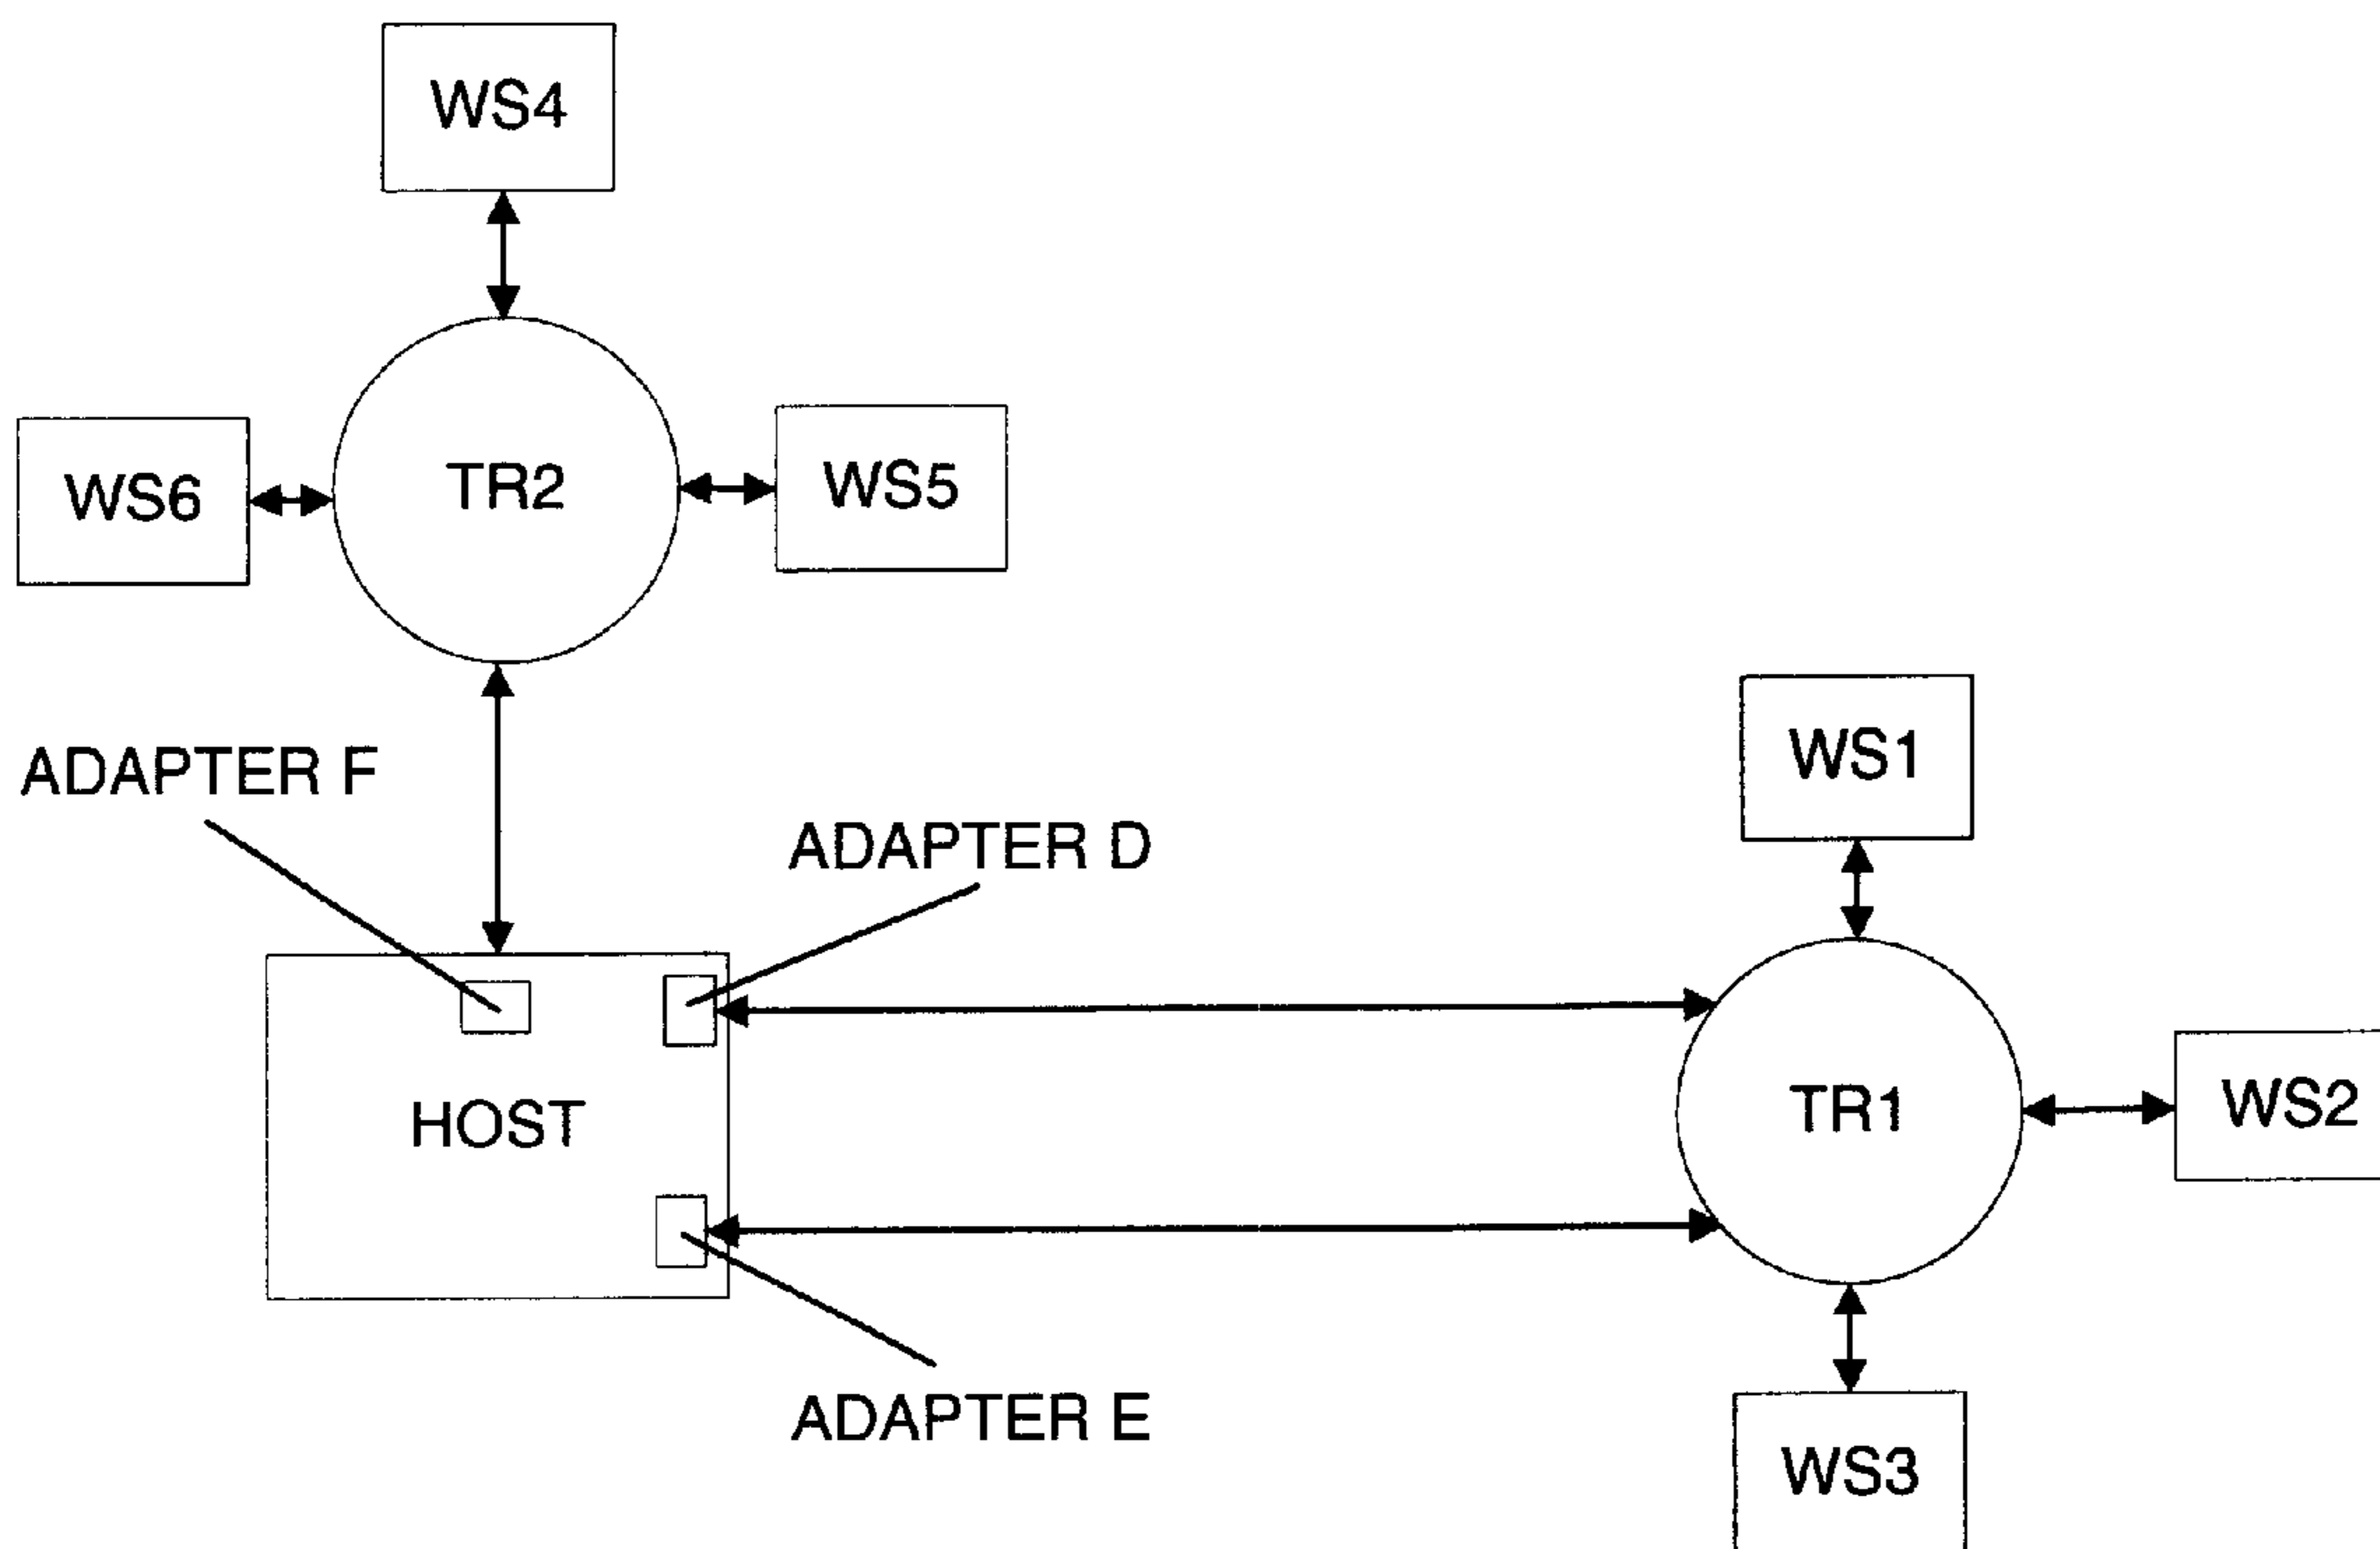 WS4
WS6
TR2
WS5
ADAPTER F
WS1
ADAPTER D
HOST
TR1
WS2
ADAPTER E
WS3